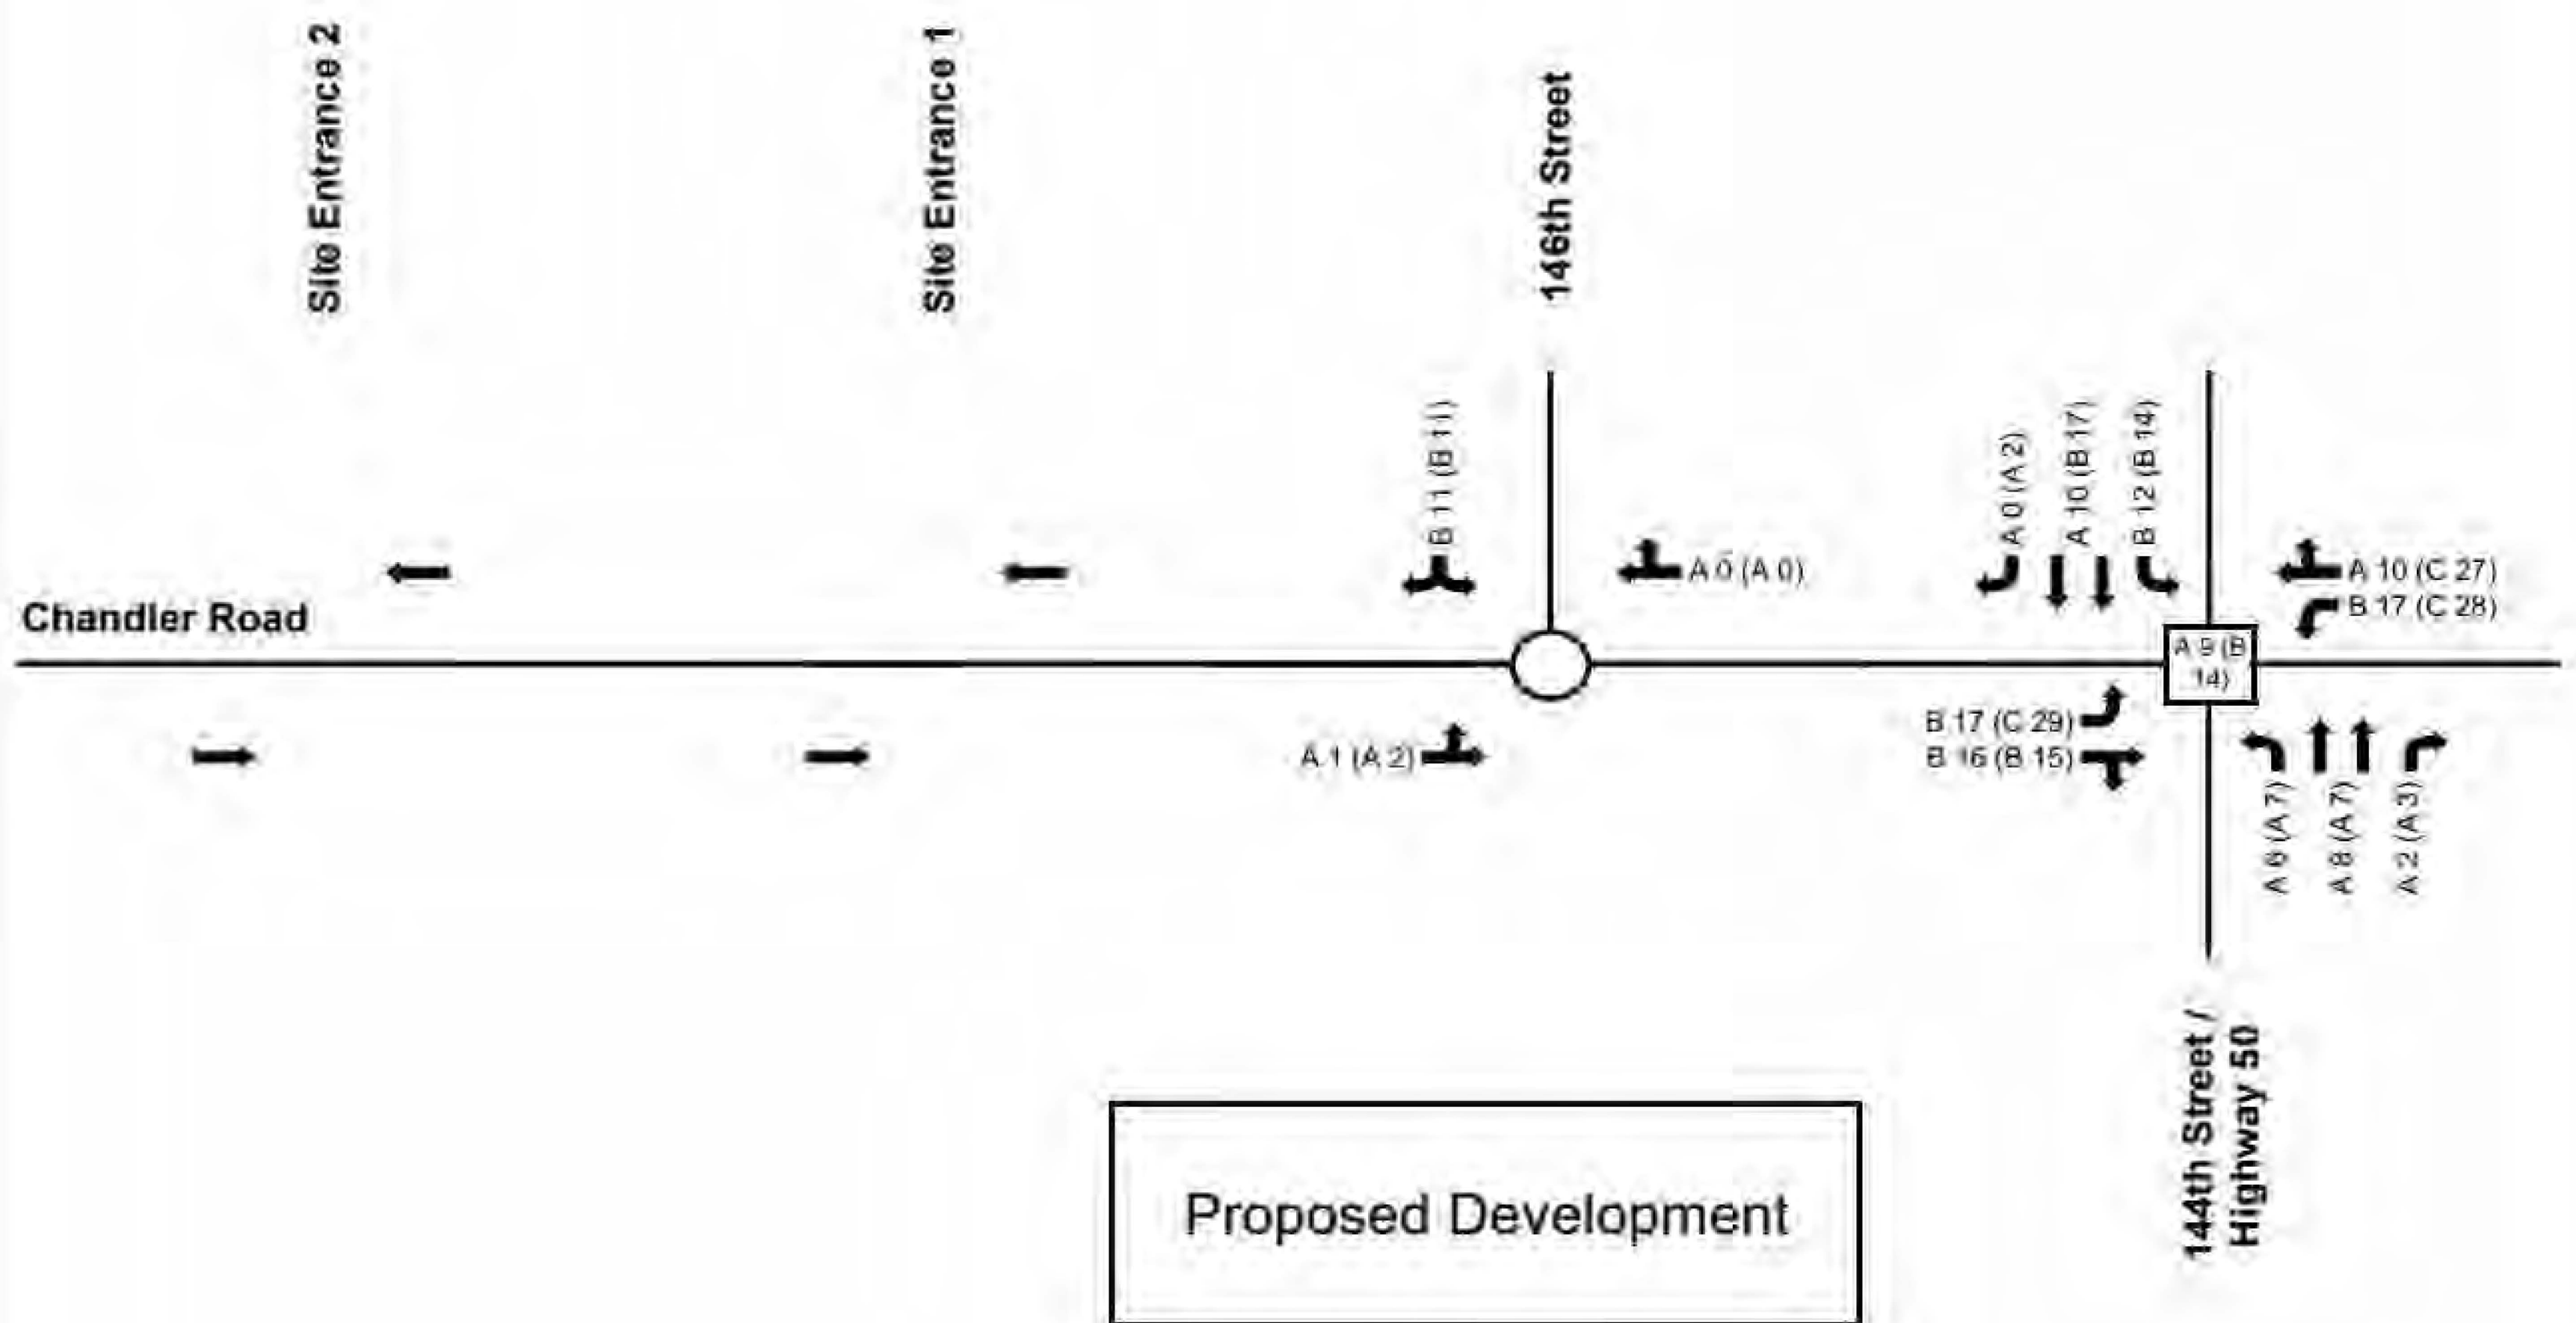 Site Entrance 2
Site Entrance 1
146th Street
B 11 (B 11)
A 0 (A 2)
A 10 (B 17)
B 12 (B 14)
A 0 (A 0)
A 10 (C 27)
B 17 (C 28)
Chandler Road
A 9 (B
14)
B 17 (C 29)
B 16 (B 15)
A 1 (A 2)
A 6 (A 7)
A 8 (A 7)
A 2 (A 3)
144th Street /
Highway 50
Proposed Development